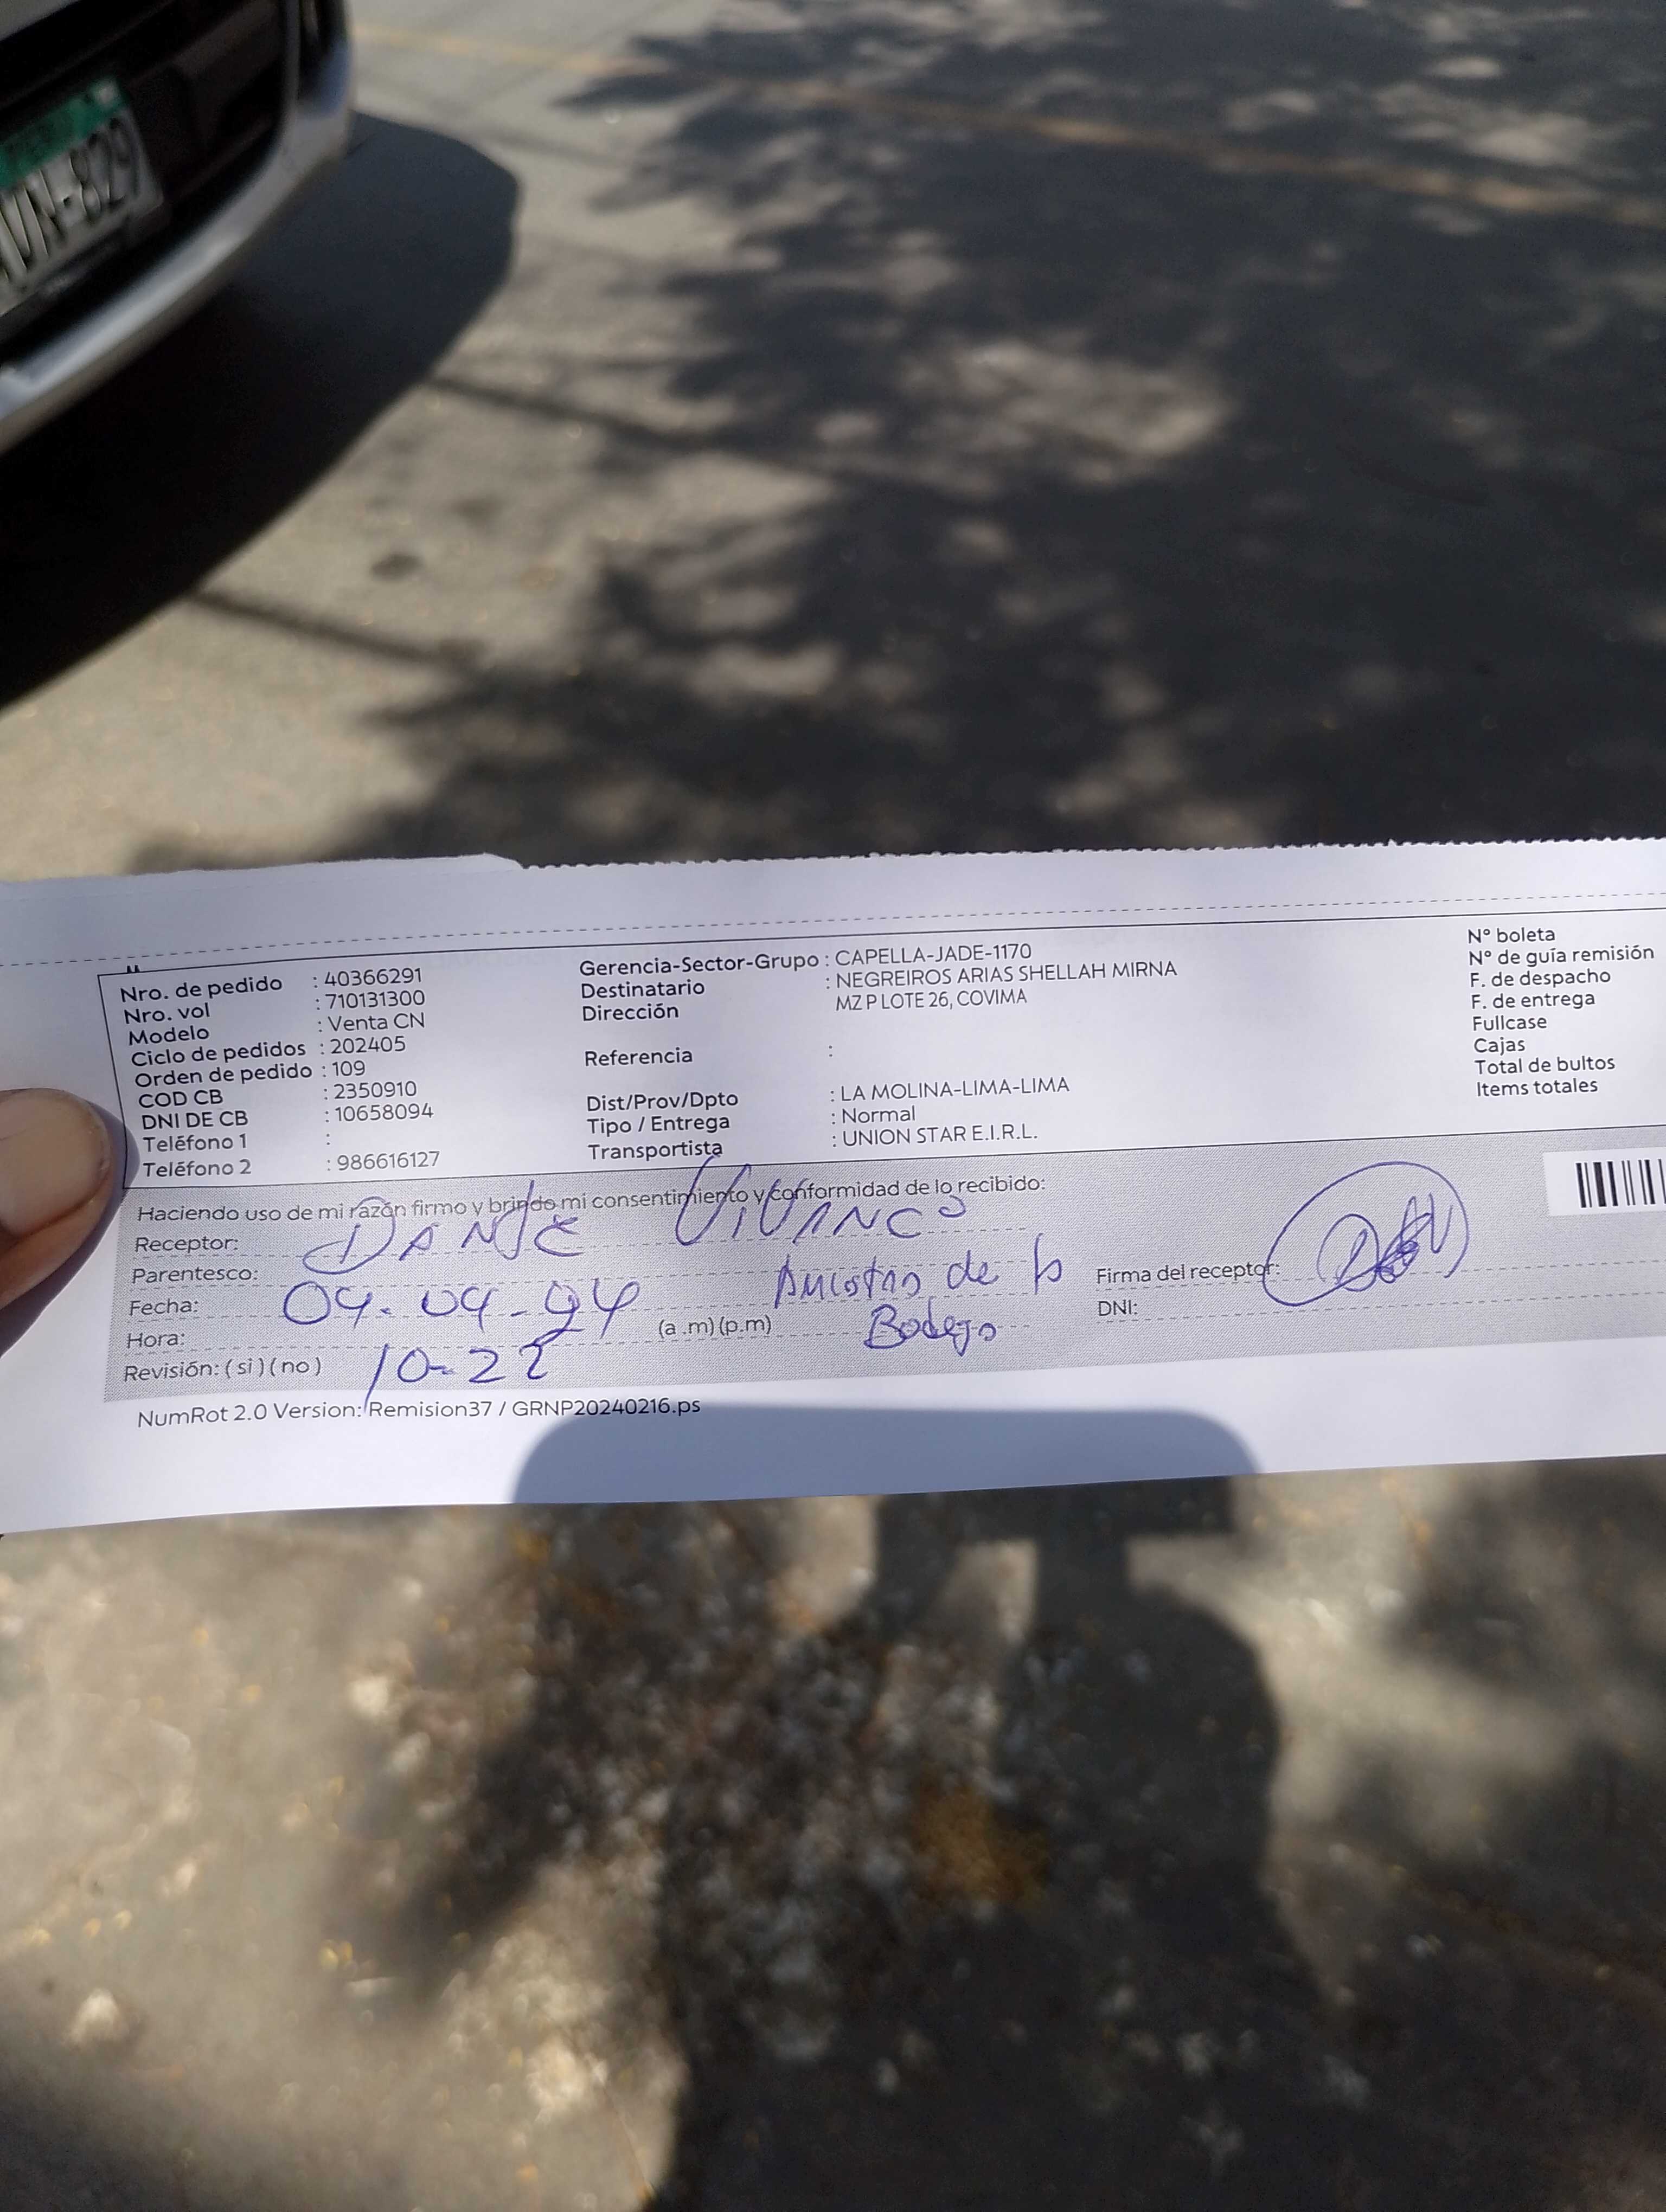 Nro. de pedido : 40366291
Nro. vol : 710131300
Modelo : Venta CN
Ciclo de pedidos : 202405
Orden de pedido : 109
COD CB : 2350910
DNI DE CB : 10658094
Teléfono 1 :
Teléfono 2 : 986616127
Gerencia-Sector-Grupo : CAPELLA-JADE-1170
Destinatario : NEGREIROS ARIAS SHELLAH MIRNA
Dirección MZ P LOTE 26, COVIMA
Referencia :
Dist/Prov/Dpto : LA MOLINA-LIMA-LIMA
Tipo / Entrega : Normal
Transportista : UNION STAR E.I.R.L.
N° boleta
N° de guía remisión
F. de despacho
F. de entrega
Fullcase
Cajas
Total de bultos
Items totales
Haciendo uso de mi razón firmo y brindo mi consentimiento y conformidad de lo recibido:
Receptor: DANTE VIVANCO
Parentesco: de
Fecha: 04-04-
Hora: (a .m) (p.m)
Revisión: ( si ) ( no ) 10-22
Firma del receptor:
DNI:
NumRot 2.0 Version: Remision37 / GRNP20240216.ps
N-829